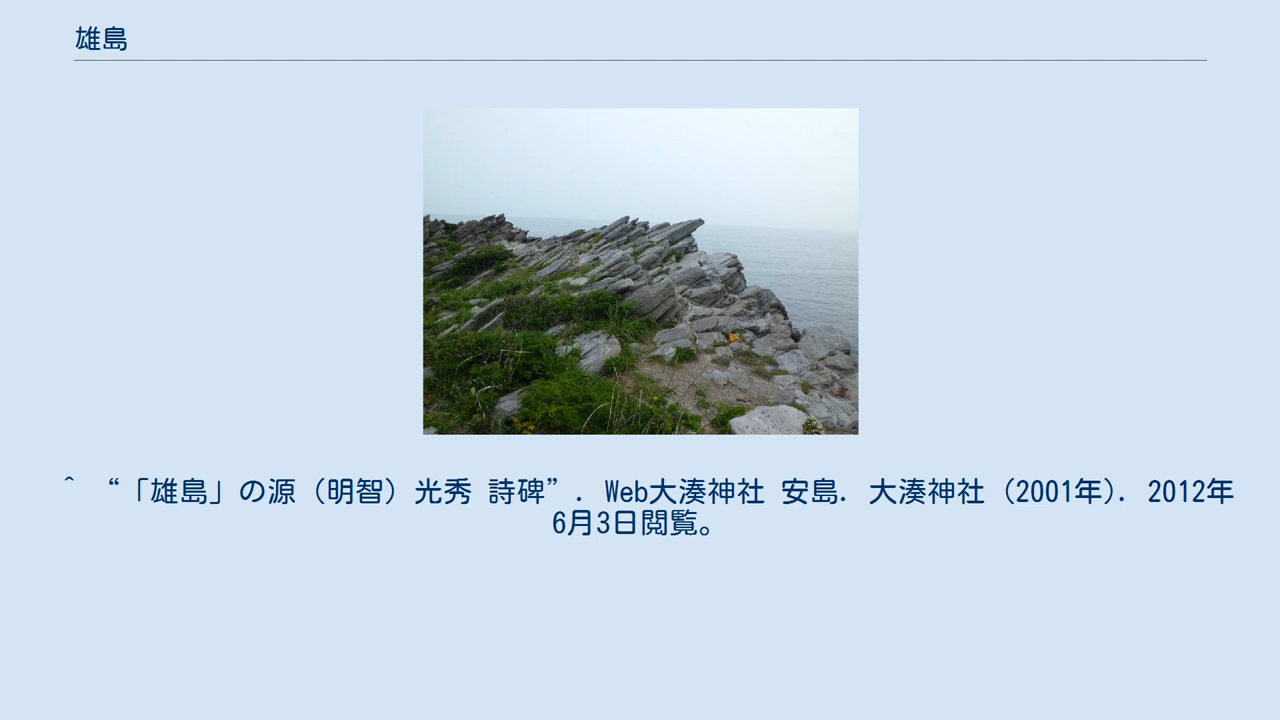 雄島
^ “「雄島」の源（明智）光秀 詩碑”. Web大湊神社 安島. 大湊神社 (2001年). 2012年
6月3日閲覧。